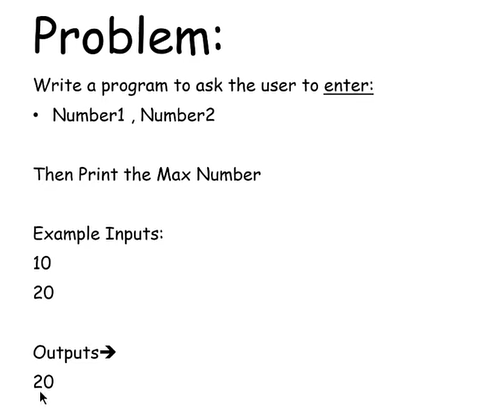 Problem:
Write a program to ask the user to enter:
• Number1 , Number2
Then Print the Max Number
Example Inputs:
10
20
Outputs➔
20